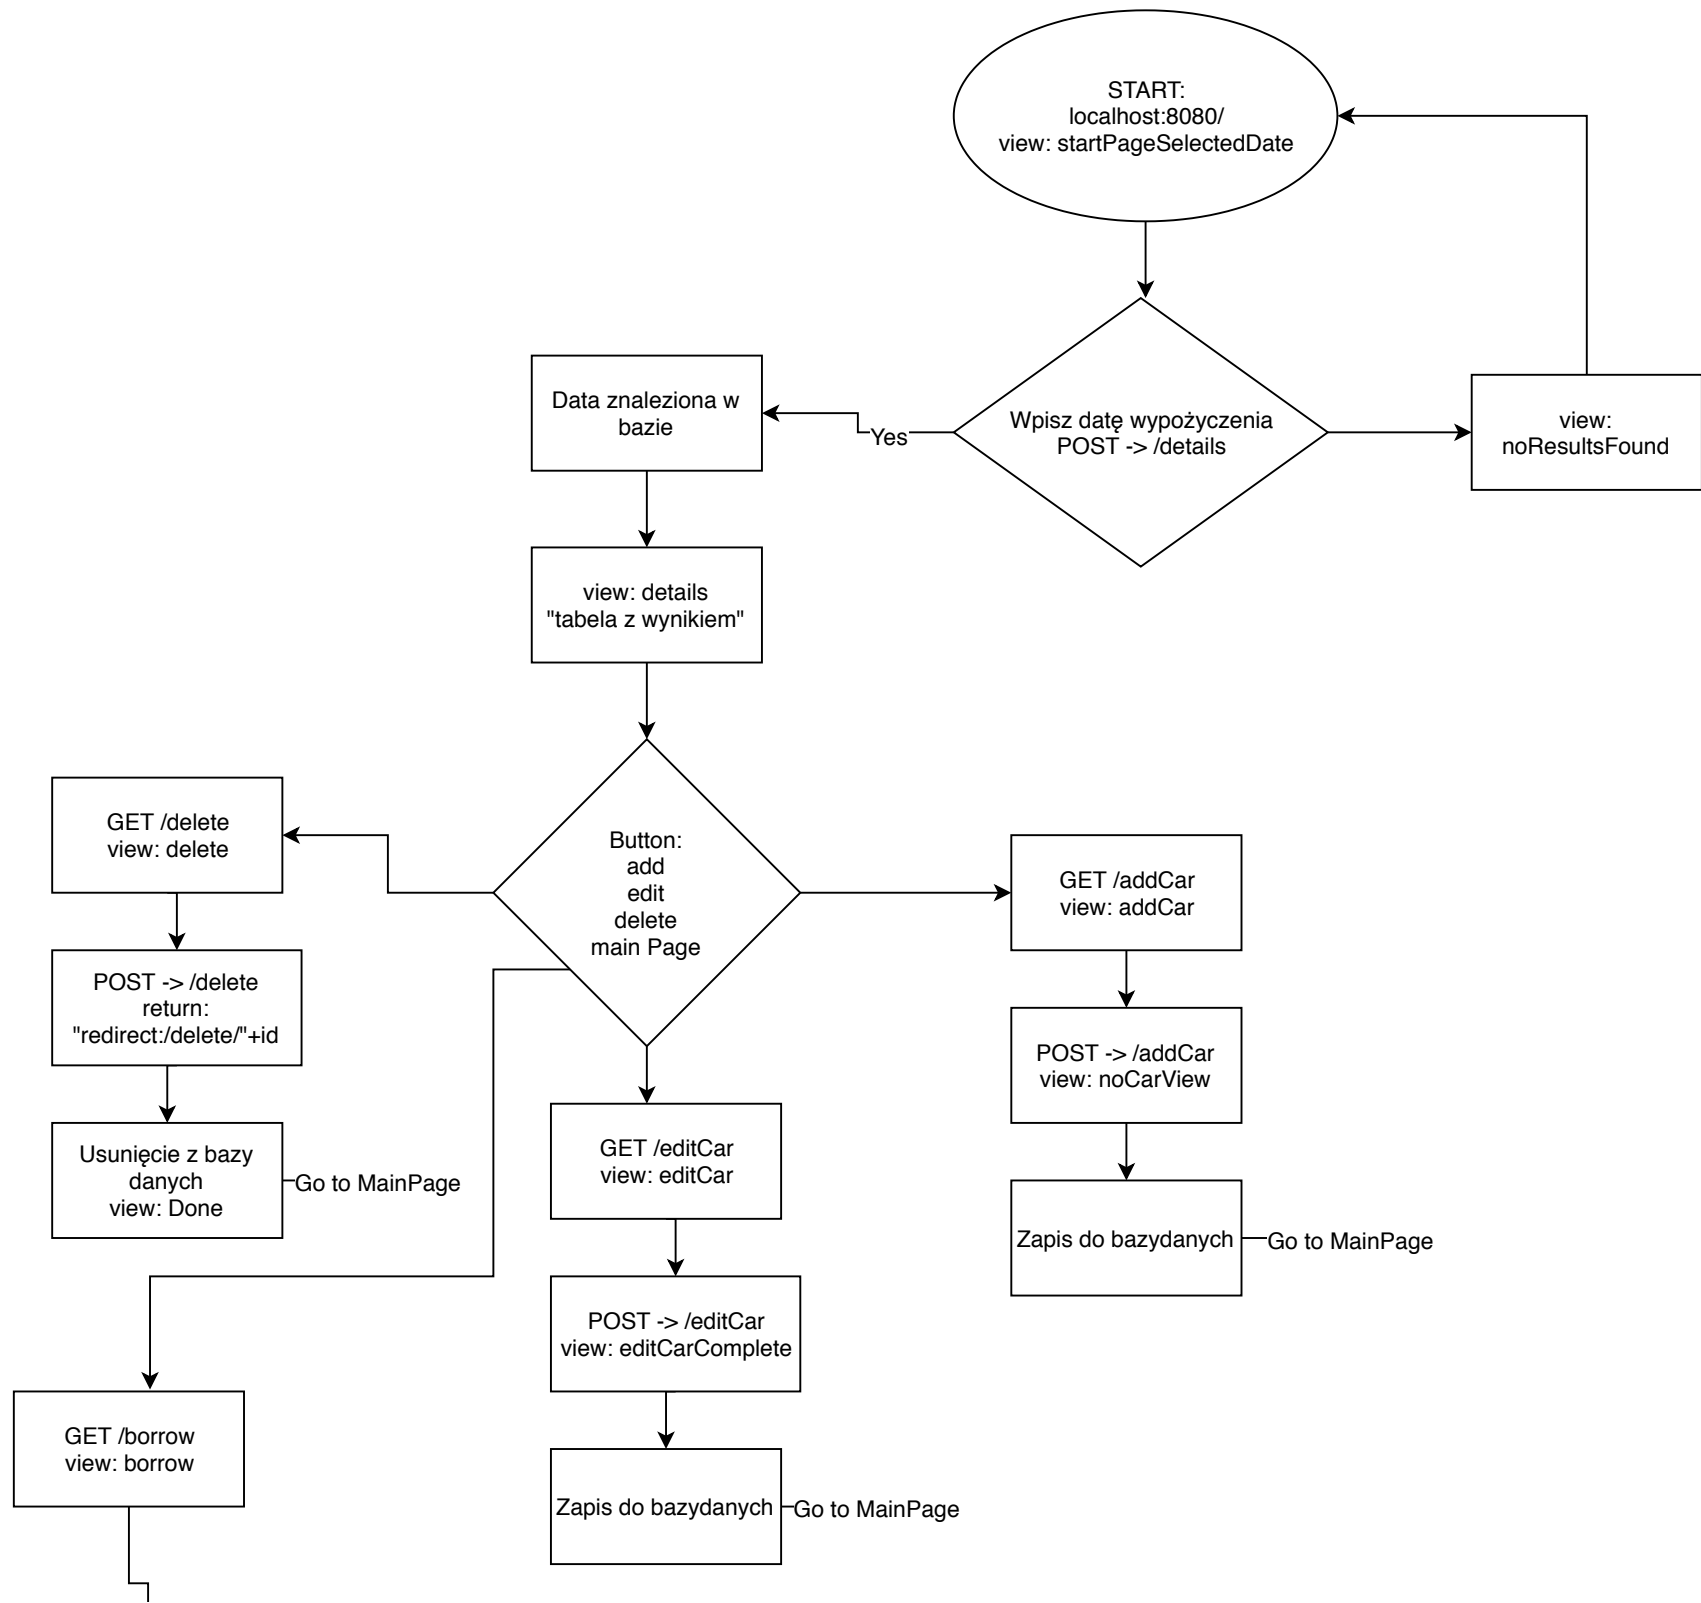 START:
localhost:8080/
view: startPageSelectedDate
Data znaleziona w
bazie
Yes
Wpisz datę wypożyczenia
POST -> /details
view:
noResultsFound
view: details
"tabela z wynikiem"
GET /delete
view: delete
Button:
add
edit
delete
main Page
GET /addCar
view: addCar
POST -> /delete
return:
"redirect:/delete/"+id
POST -> /addCar
view: noCarView
Usunięcie z bazy
danych
view: Done
Go to MainPage
GET /editCar
view: editCar
Zapis do bazydanych
Go to MainPage
POST -> /editCar
view: editCarComplete
GET /borrow
view: borrow
Zapis do bazydanych
Go to MainPage